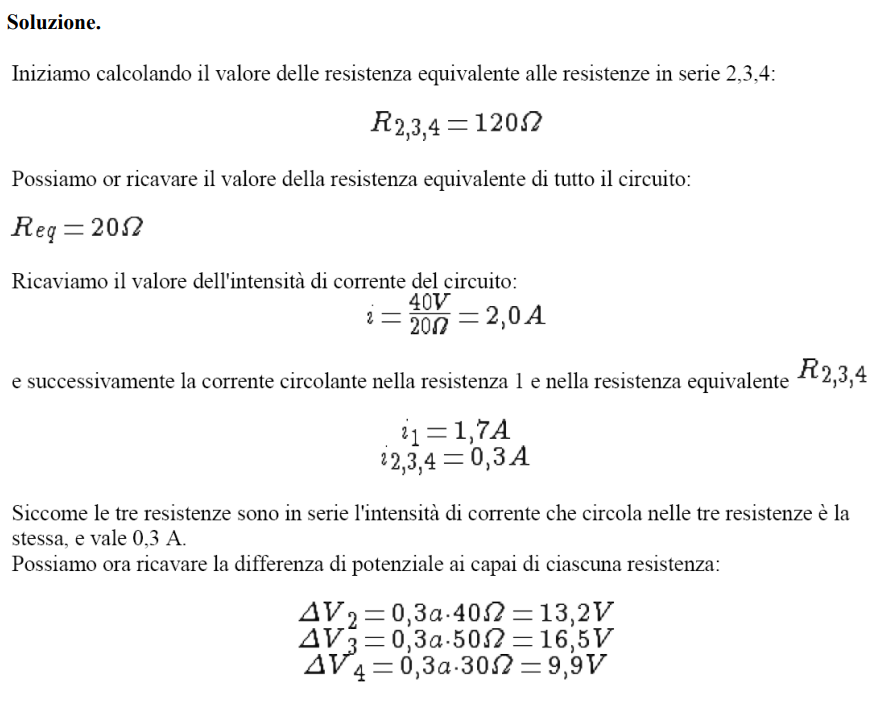 Soluzione.
Iniziamo calcolando il valore delle resistenza equivalente alle resistenze in serie 2,3,4:
R2,3,4 = 120Ω
Possiamo or ricavare il valore della resistenza equivalente di tutto il circuito:
Req = 20Ω
Ricaviamo il valore dell'intensità di corrente del circuito:
i = 40V/20Ω = 2,0 A
e successivamente la corrente circolante nella resistenza 1 e nella resistenza equivalente R2,3,4
i1 = 1,7A
i2,3,4 = 0,3 A
Siccome le tre resistenze sono in serie l'intensità di corrente che circola nelle tre resistenze è la
stessa, e vale 0,3 A.
Possiamo ora ricavare la differenza di potenziale ai capai di ciascuna resistenza:
ΔV2 = 0,3a·40Ω = 13,2V
ΔV3 = 0,3a·50Ω = 16,5V
ΔV4 = 0,3a·30Ω = 9,9V